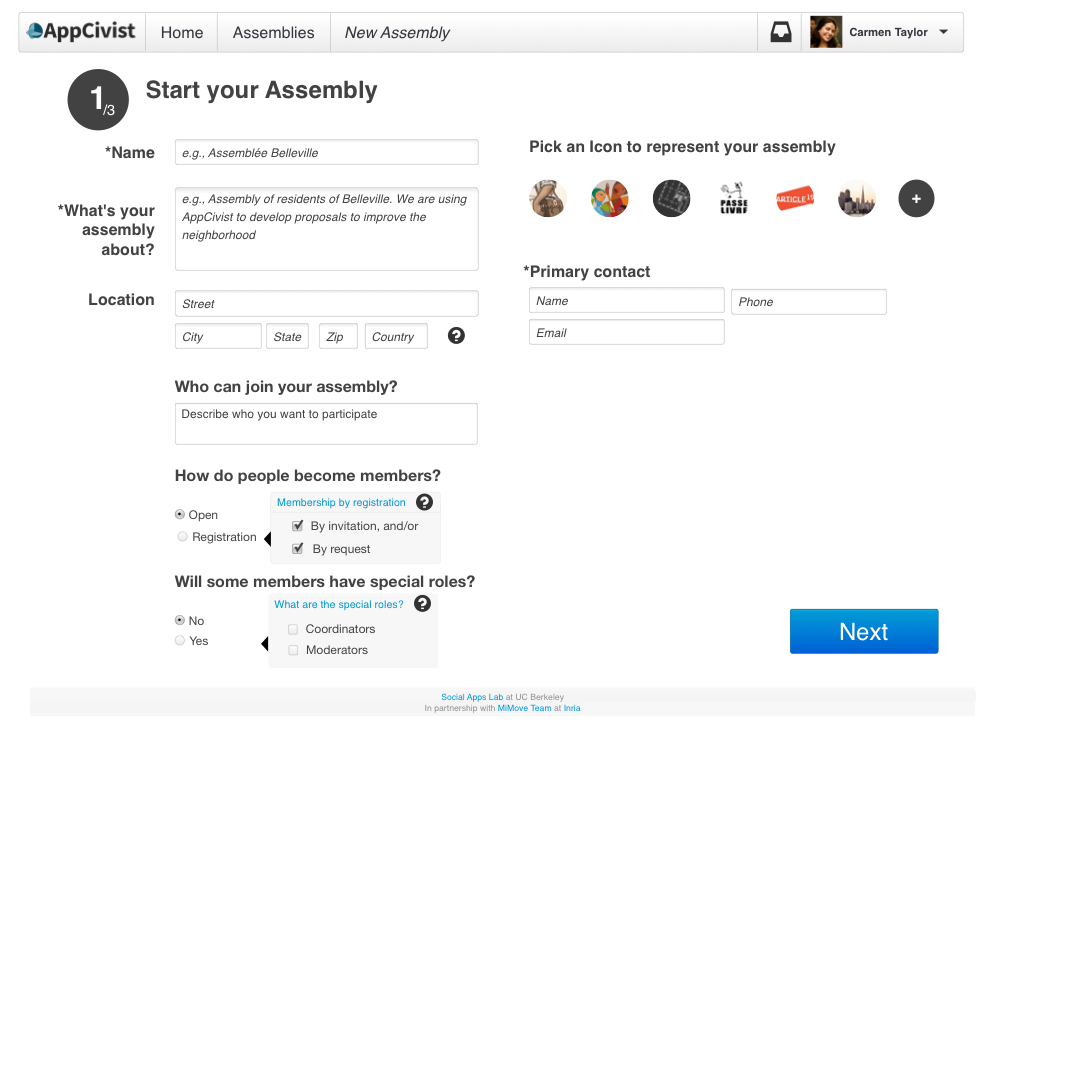 AppCivist
Home
Assemblies
New Assembly
Carmen Taylor
1/3
Start your Assembly
*Name
e.g., Assemblée Belleville
*What's your
assembly
about?
e.g., Assembly of residents of Belleville. We are using
AppCivist to develop proposals to improve the
neighborhood
Location
Street
City
State
Zip
Country
?
Who can join your assembly?
Describe who you want to participate
How do people become members?
Open
Registration
Membership by registration
?
By invitation, and/or
By request
Will some members have special roles?
No
Yes
What are the special roles?
?
Coordinators
Moderators
Pick an Icon to represent your assembly
PASSE
LIVRE
ARTICLE 19
+
*Primary contact
Name
Phone
Email
Next
Social Apps Lab at UC Berkeley
In partnership with MiMove Team at Inria